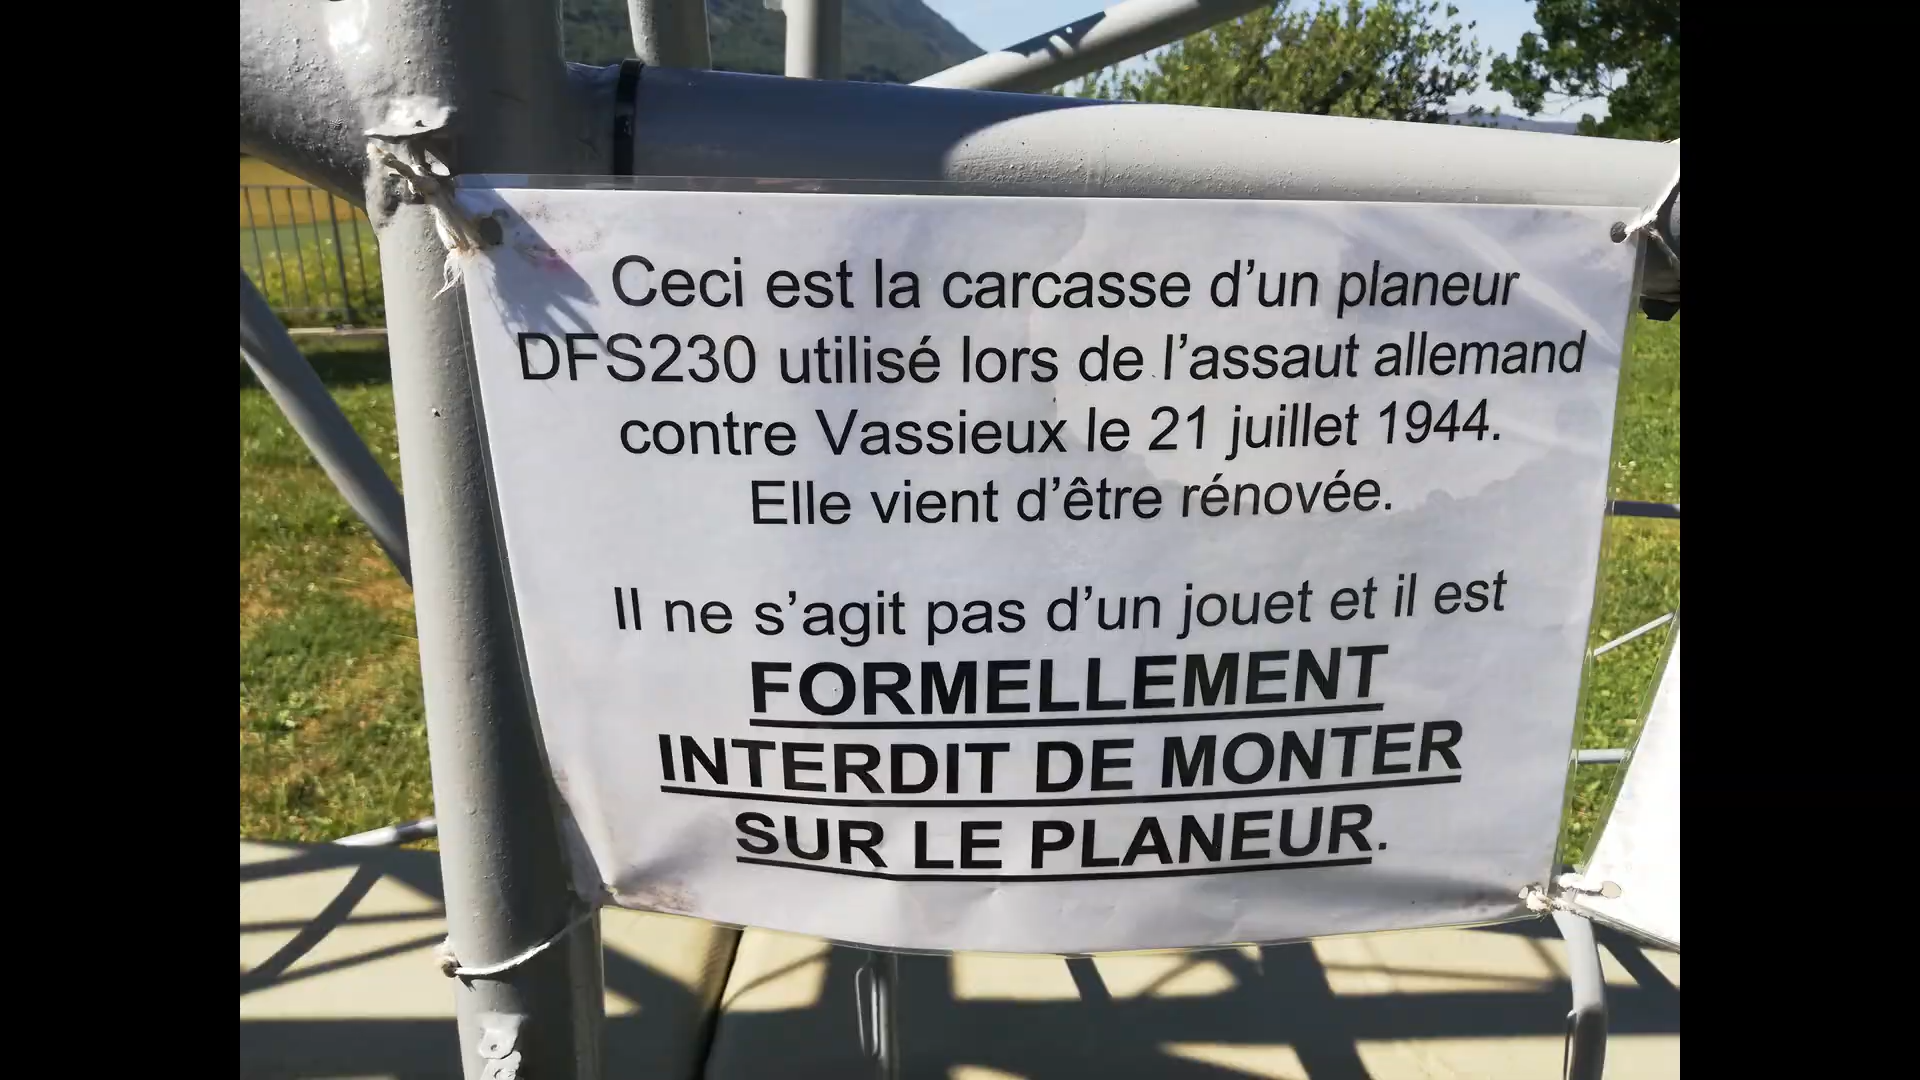 Ceci est la carcasse d’un planeur
DFS230 utilisé lors de l’assaut allemand
contre Vassieux le 21 juillet 1944.
Elle vient d’être rénovée.
Il ne s’agit pas d’un jouet et il est
FORMELLEMENT
INTERDIT DE MONTER
SUR LE PLANEUR.